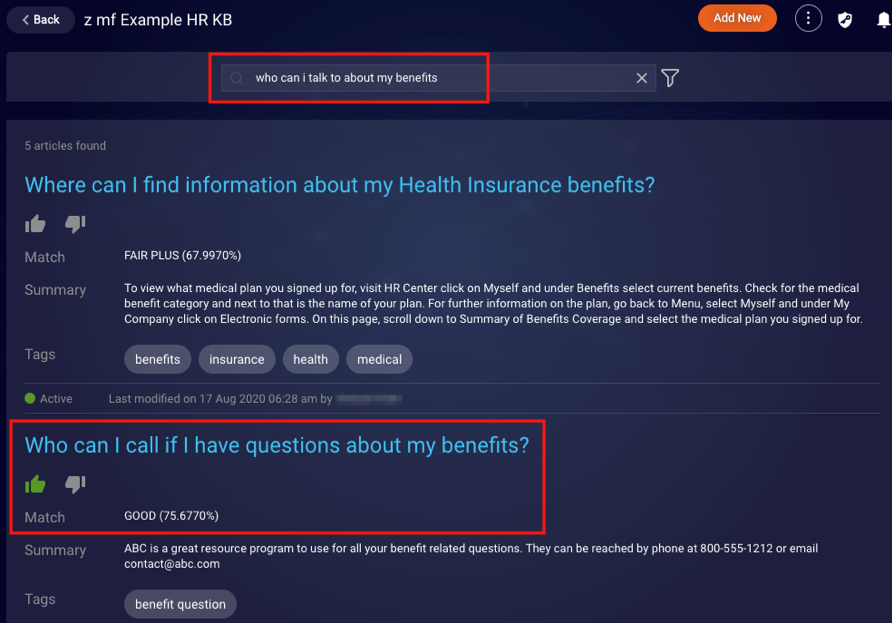 Back
z mf Example HR KB
Add New
who can i talk to about my benefits
5 articles found
Where can I find information about my Health Insurance benefits?
Match
FAIR PLUS (67.9970%)
Summary
To view what medical plan you signed up for, visit HR Center click on Myself and under Benefits select current benefits. Check for the medical
benefit category and next to that is the name of your plan. For further information on the plan, go back to Menu, select Myself and under My
Company click on Electronic forms. On this page, scroll down to Summary of Benefits Coverage and select the medical plan you signed up for.
Tags
benefits insurance health medical
Active
Last modified on 17 Aug 2020 06:28 am by
Who can I call if I have questions about my benefits?
Match
GOOD (75.6770%)
Summary
ABC is a great resource program to use for all your benefit related questions. They can be reached by phone at 800-555-1212 or email
contact@abc.com
Tags
benefit question